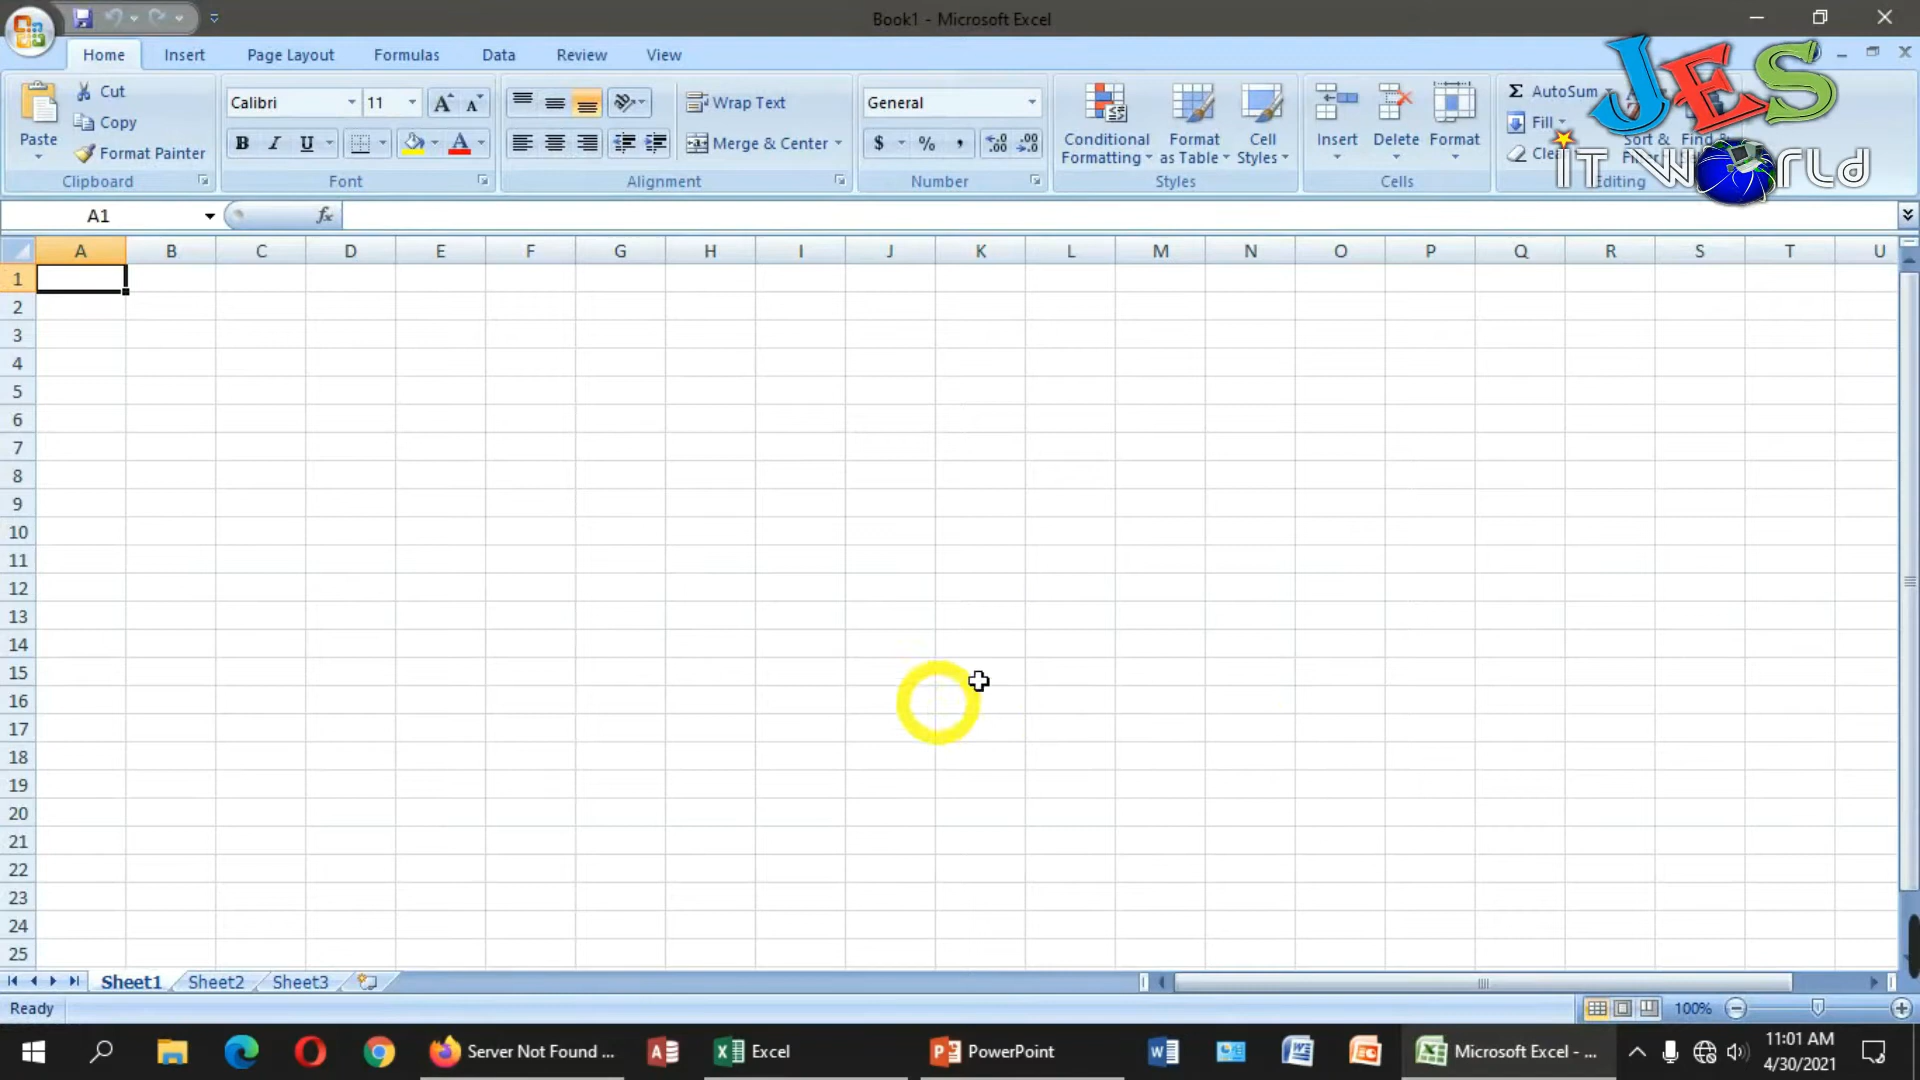 Book1 - Microsoft Excel
Home Insert Page Layout Formulas Data Review View
JES
IT World
Paste
Cut
Copy
Format Painter
Clipboard
Calibri 11
B I U
Font
Wrap Text
Merge & Center
Alignment
General
$ % ,
Number
Conditional Formatting
Format as Table
Cell Styles
Styles
Insert Delete Format
Cells
Σ AutoSum
Fill
Sort &
Find &
Editing
A1 fx
A B C D E F G H I J K L M N O P Q R S T U
1
2
3
4
5
6
7
8
9
10
11
12
13
14
15
16
17
18
19
20
21
22
23
24
25
Sheet1 Sheet2 Sheet3
Ready 100%
Server Not Found ... Excel PowerPoint Microsoft Excel - ... 11:01 AM
4/30/2021